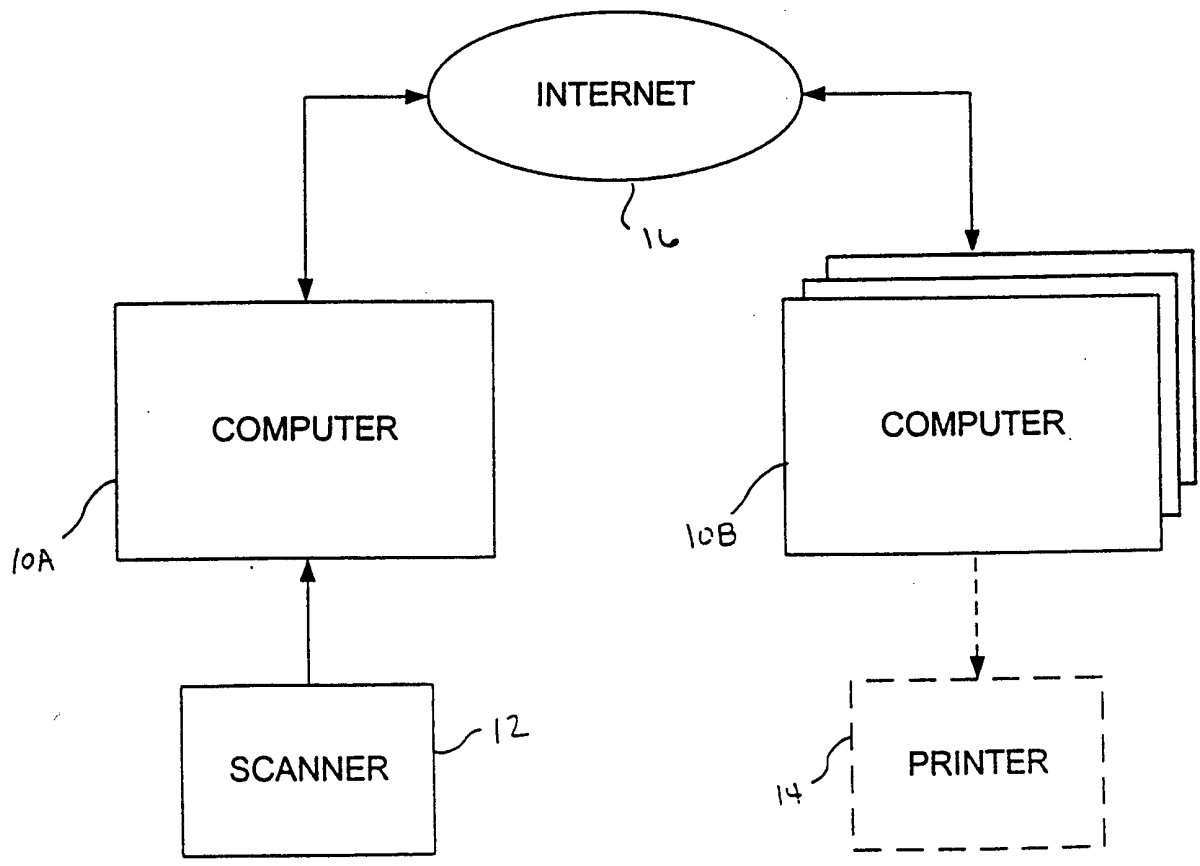 INTERNET
16
COMPUTER
COMPUTER
10A
10B
SCANNER
12
PRINTER
14